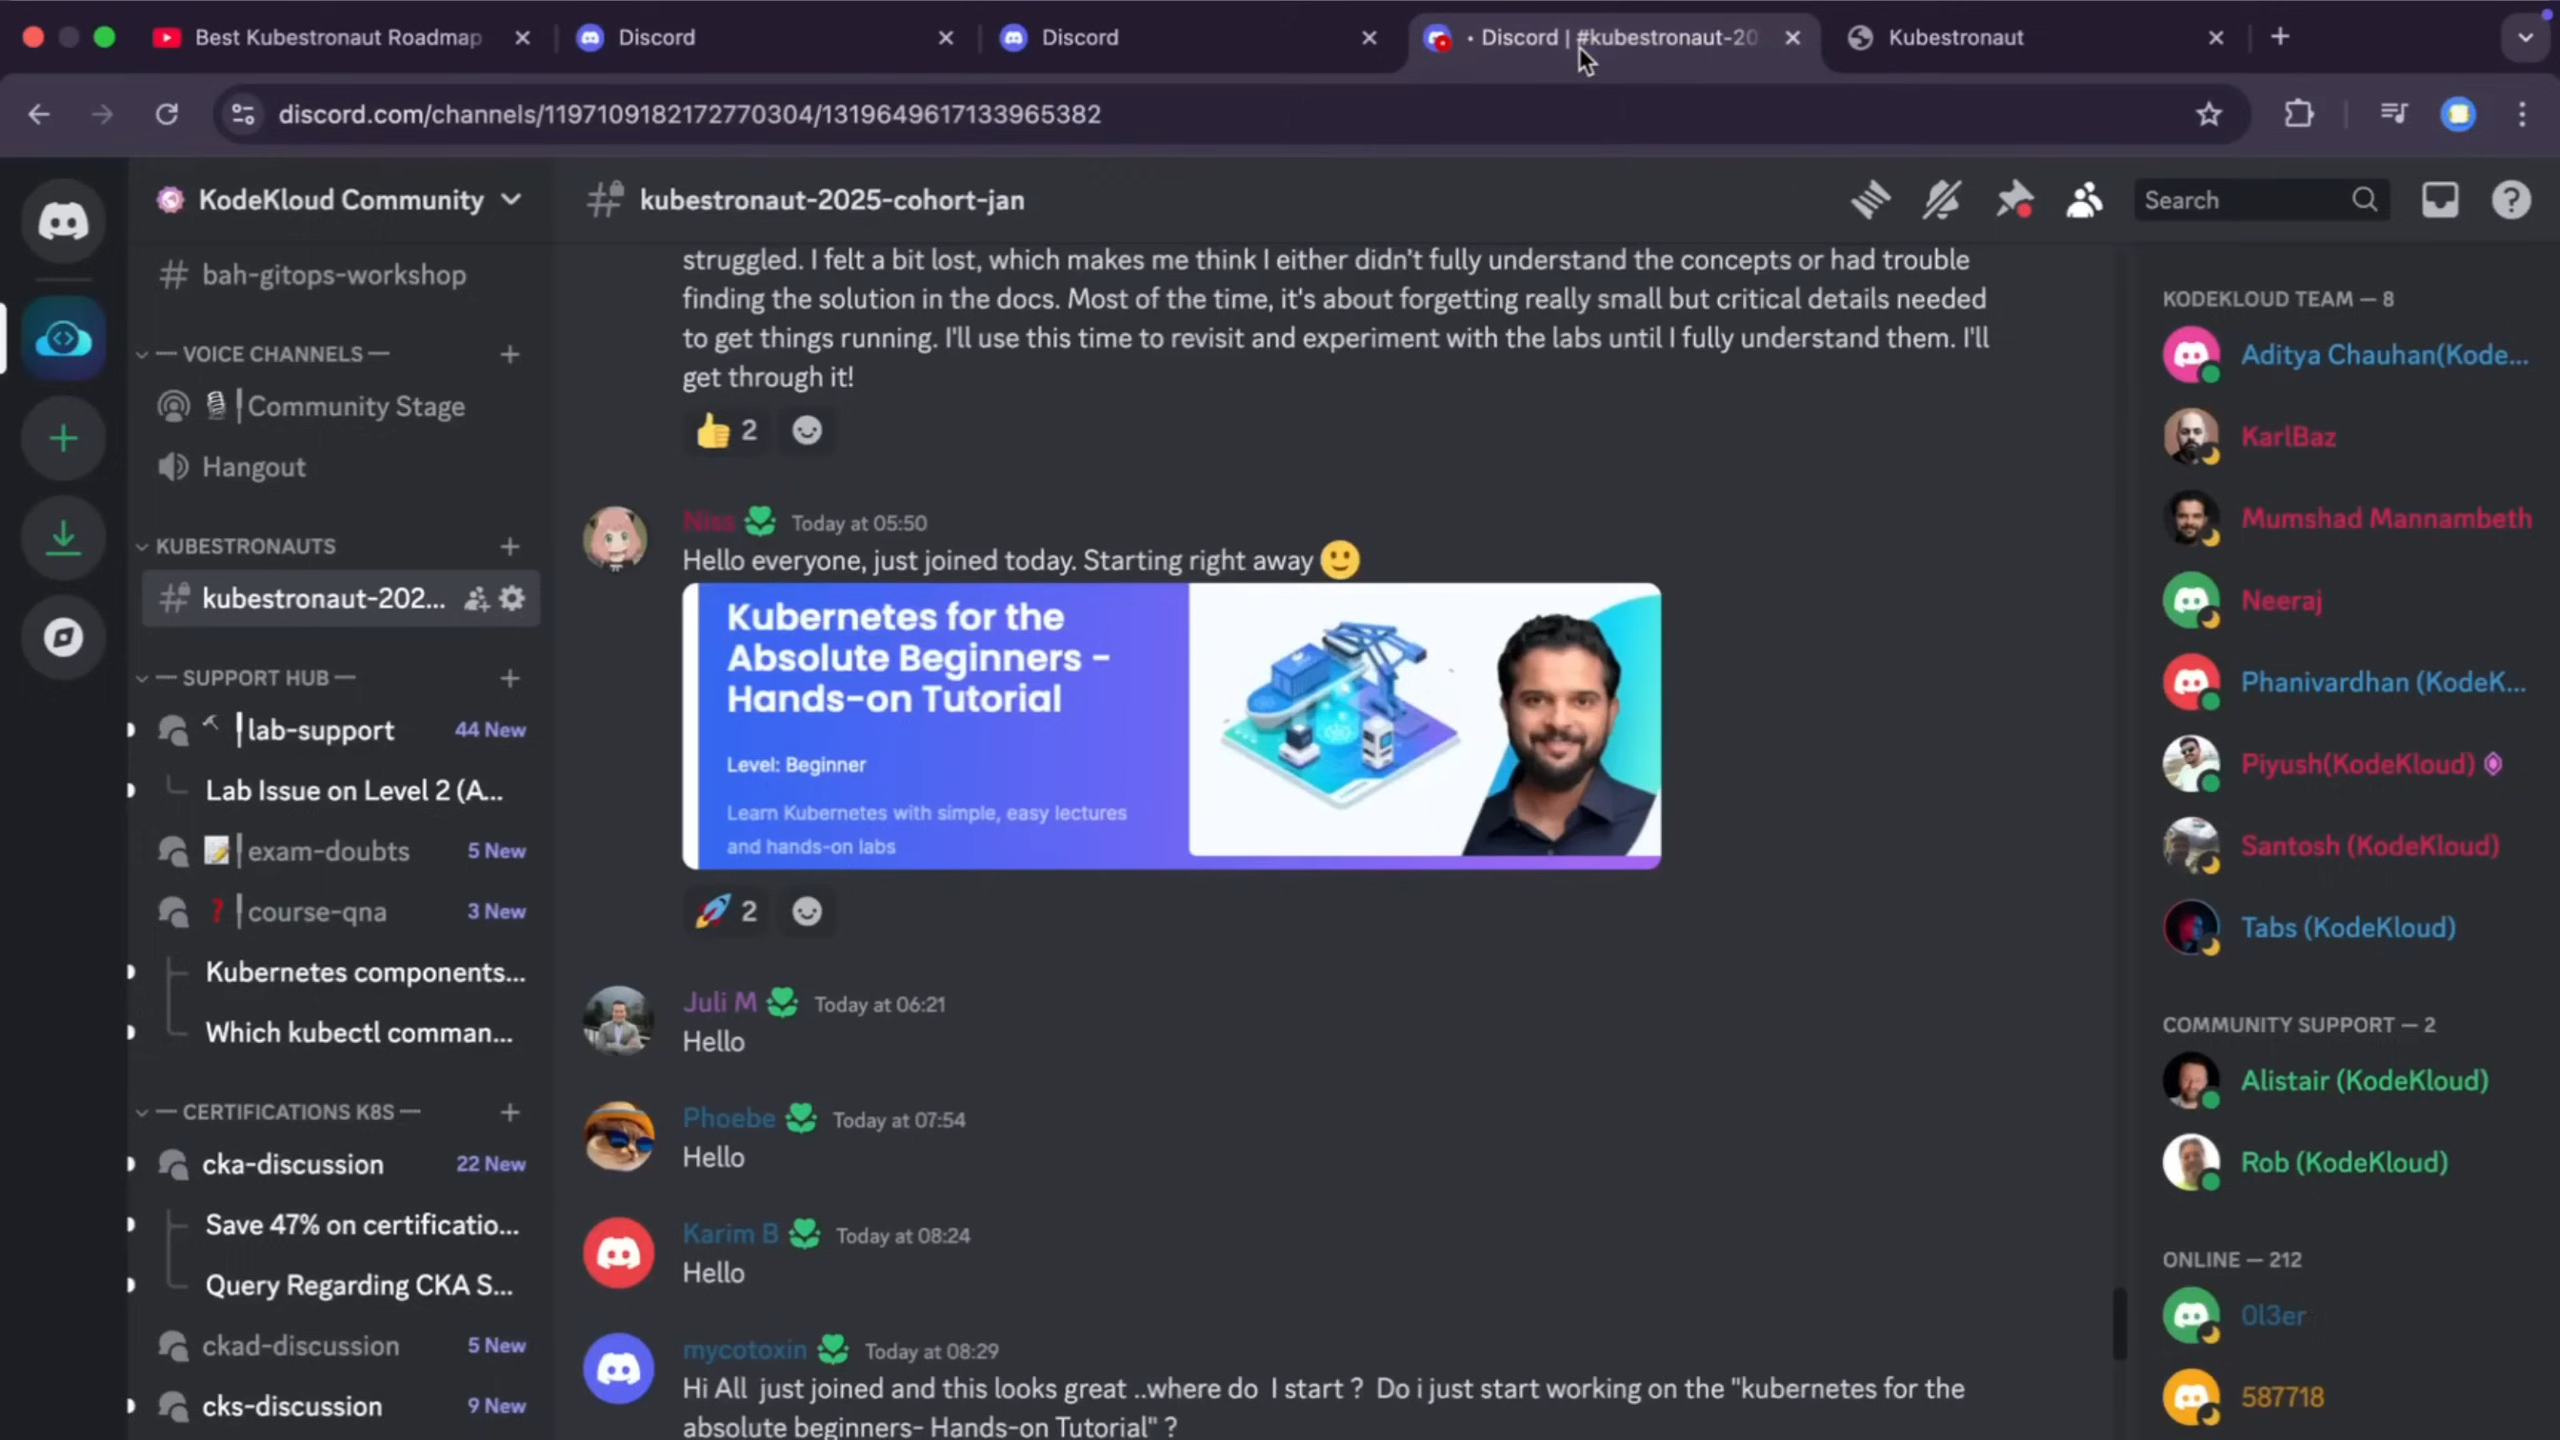 Best Kubestronaut Roadmap
Discord
Discord
• Discord | #kubestronaut-20
Kubestronaut
discord.com/channels/1197109182172770304/1319649617133965382
KodeKloud Community
bah-gitops-workshop
— VOICE CHANNELS —
Community Stage
Hangout
KUBESTRONAUTS
kubestronaut-202...
— SUPPORT HUB —
lab-support 44 New
Lab Issue on Level 2 (A...
exam-doubts 5 New
course-qna 3 New
Kubernetes components...
Which kubectl comman...
— CERTIFICATIONS K8S —
cka-discussion 22 New
Save 47% on certificatio...
Query Regarding CKA S...
ckad-discussion 5 New
cks-discussion 9 New
kubestronaut-2025-cohort-jan
Search
struggled. I felt a bit lost, which makes me think I either didn't fully understand the concepts or had trouble
finding the solution in the docs. Most of the time, it's about forgetting really small but critical details needed
to get things running. I'll use this time to revisit and experiment with the labs until I fully understand them. I'll
get through it!
👍 2
Niss Today at 05:50
Hello everyone, just joined today. Starting right away 🙂
Kubernetes for the
Absolute Beginners -
Hands-on Tutorial
Level: Beginner
Learn Kubernetes with simple, easy lectures
and hands-on labs
🚀 2
Juli M Today at 06:21
Hello
Phoebe Today at 07:54
Hello
Karim B Today at 08:24
Hello
mycotoxin Today at 08:29
Hi All just joined and this looks great ..where do I start ? Do i just start working on the "kubernetes for the
absolute beginners- Hands-on Tutorial" ?
KODEKLOUD TEAM — 8
Aditya Chauhan(Kode...
KarlBaz
Mumshad Mannambeth
Neeraj
Phanivardhan (KodeK...
Piyush(KodeKloud)
Santosh (KodeKloud)
Tabs (KodeKloud)
COMMUNITY SUPPORT — 2
Alistair (KodeKloud)
Rob (KodeKloud)
ONLINE — 212
0l3er
587718